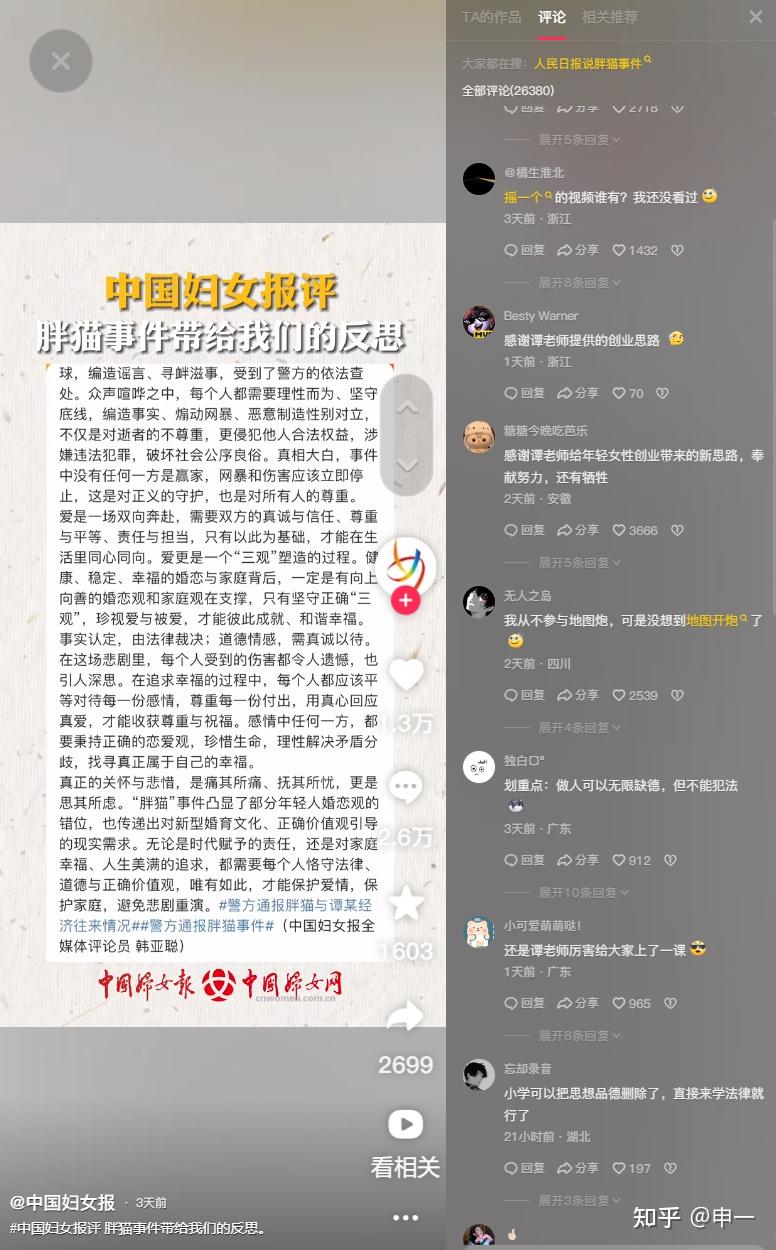 中国妇女报评
胖猫事件带给我们的反思
球，编造谣言、寻衅滋事，受到了警方的依法查
处。众声喧哗之中，每个人都需要理性而为、坚守
底线，编造事实、煽动网暴、恶意制造性别对立，
不仅是对逝者的不尊重，更侵犯他人合法权益，涉
嫌违法犯罪，破坏社会公序良俗。真相大白，事件
中没有任何一方是赢家，网暴和伤害应该立即停
止，这是对正义的守护，也是对所有人的尊重。
爱是一场双向奔赴，需要双方的真诚与信任、尊重
与平等、责任与担当，只有以此为基础，才能在生
活里同心同向。爱更是一个“三观”塑造的过程。健
康、稳定、幸福的婚恋与家庭背后，一定是有向上
向善的婚恋观和家庭观在支撑，只有坚守正确“三
观”，珍视爱与被爱，才能彼此成就、和谐幸福。
事实认定，由法律裁决；道德情感，需真诚以待。
在这场悲剧里，每个人受到的伤害都令人遗憾，也
引人深思。在追求幸福的过程中，每个人都应该平
等对待每一份感情，尊重每一份付出，用真心回应
真爱，才能收获尊重与祝福。感情中任何一方，都
要秉持正确的恋爱观，珍惜生命，理性解决矛盾分
歧，找寻真正属于自己的幸福。
真正的关怀与悲惜，是痛其所痛、抚其所忧，更是
思其所虑。“胖猫”事件凸显了部分年轻人婚恋观的
错位，也传递出对新型婚育文化、正确价值观引导
的现实需求。无论是时代赋予的责任，还是对家庭
幸福、人生美满的追求，都需要每个人恪守法律、
道德与正确价值观，唯有如此，才能保护爱情，保
护家庭，避免悲剧重演。#警方通报胖猫与谭某经
济往来情况##警方通报胖猫事件#（中国妇女报全
媒体评论员 韩亚聪）
中国妇女报 中国妇女网
cnwomen.com.cn
1.3万
2.6万
1603
2699
看相关
@中国妇女报 · 3天前
#中国妇女报评 胖猫事件带给我们的反思。
TA的作品 评论 相关推荐
大家都在搜：人民日报说胖猫事件
全部评论(26380)
回复 分享 2718
展开5条回复
@橘生淮北
摇一个的视频谁有？我还没看过
3天前 · 浙江
回复 分享 1432
展开8条回复
Besty Warner
感谢谭老师提供的创业思路
1天前 · 浙江
回复 分享 70
糖糖今晚吃芭乐
感谢谭老师给年轻女性创业带来的新思路，奉
献努力，还有牺牲
2天前 · 安徽
回复 分享 3666
展开5条回复
无人之岛
我从不参与地图炮，可是没想到地图开炮了
2天前 · 四川
回复 分享 2539
展开4条回复
独白口°
划重点：做人可以无限缺德，但不能犯法
3天前 · 广东
回复 分享 912
展开10条回复
小可爱萌萌哒！
还是谭老师厉害给大家上了一课
1天前 · 广东
回复 分享 965
展开8条回复
忘却录音
小学可以把思想品德删除了，直接来学法律就
行了
21小时前 · 湖北
回复 分享 197
展开3条回复
知乎 @申一